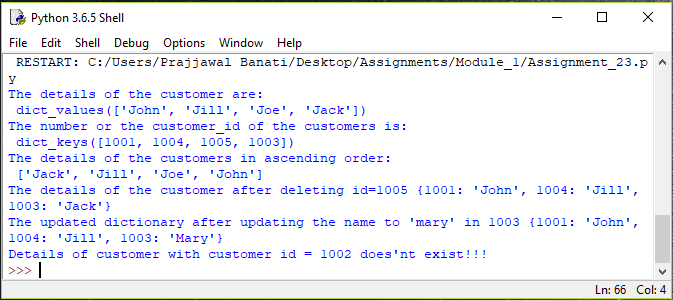 Python 3.6.5 Shell
File Edit Shell Debug Options Window Help
RESTART: C:/Users/Prajjawal Banati/Desktop/Assignments/Module_1/Assignment_23.p
y
The details of the customer are:
dict_values(['John', 'Jill', 'Joe', 'Jack'])
The number or the customer_id of the customers is:
dict_keys([1001, 1004, 1005, 1003])
The details of the customers in ascending order:
['Jack', 'Jill', 'Joe', 'John']
The details of the customer after deleting id=1005 {1001: 'John', 1004: 'Jill',
1003: 'Jack'}
The updated dictionary after updating the name to 'mary' in 1003 {1001: 'John',
1004: 'Jill', 1003: 'Mary'}
Details of customer with customer id = 1002 does'nt exist!!!
>>>
Ln: 66 Col: 4